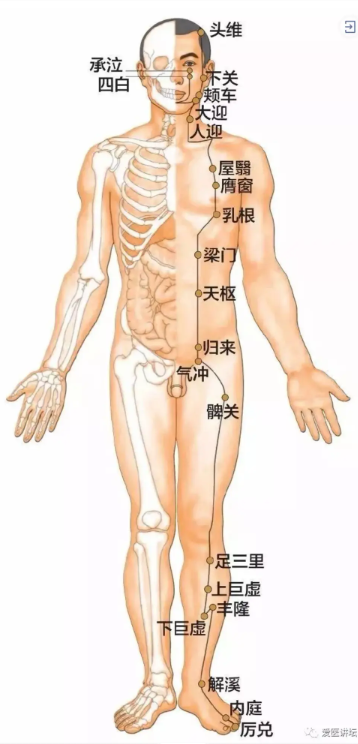 头维
承泣
四白
下关
颊车
大迎
人迎
屋翳
膺窗
乳根
梁门
天枢
归来
气冲
髀关
足三里
上巨虚
丰隆
下巨虚
解溪
内庭
厉兑
爱医讲坛